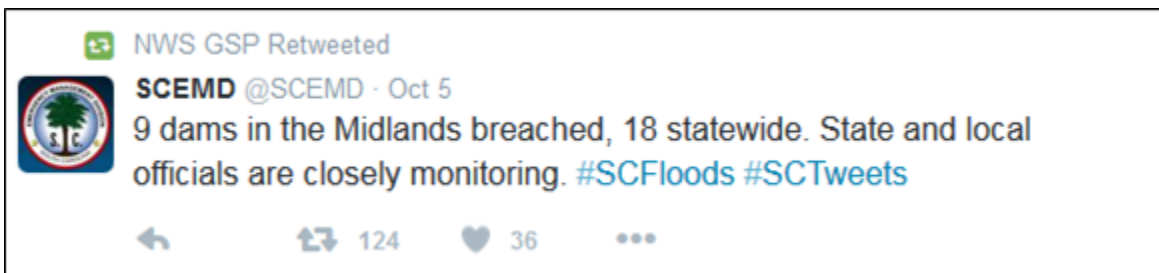 NWS GSP Retweeted
SCEMD @SCEMD · Oct 5
9 dams in the Midlands breached, 18 statewide. State and local
officials are closely monitoring. #SCFloods #SCTweets
124 36
S. C.